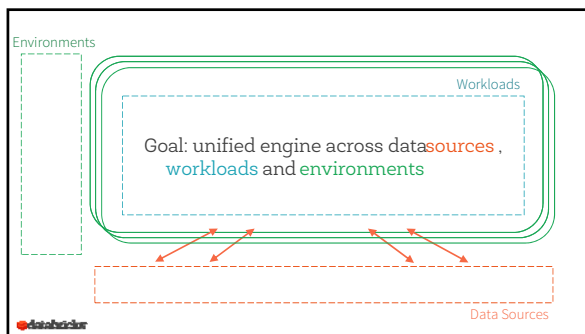 Environments
Workloads
Goal: unified engine across datasources ,
workloads and environments
Data Sources
databricks